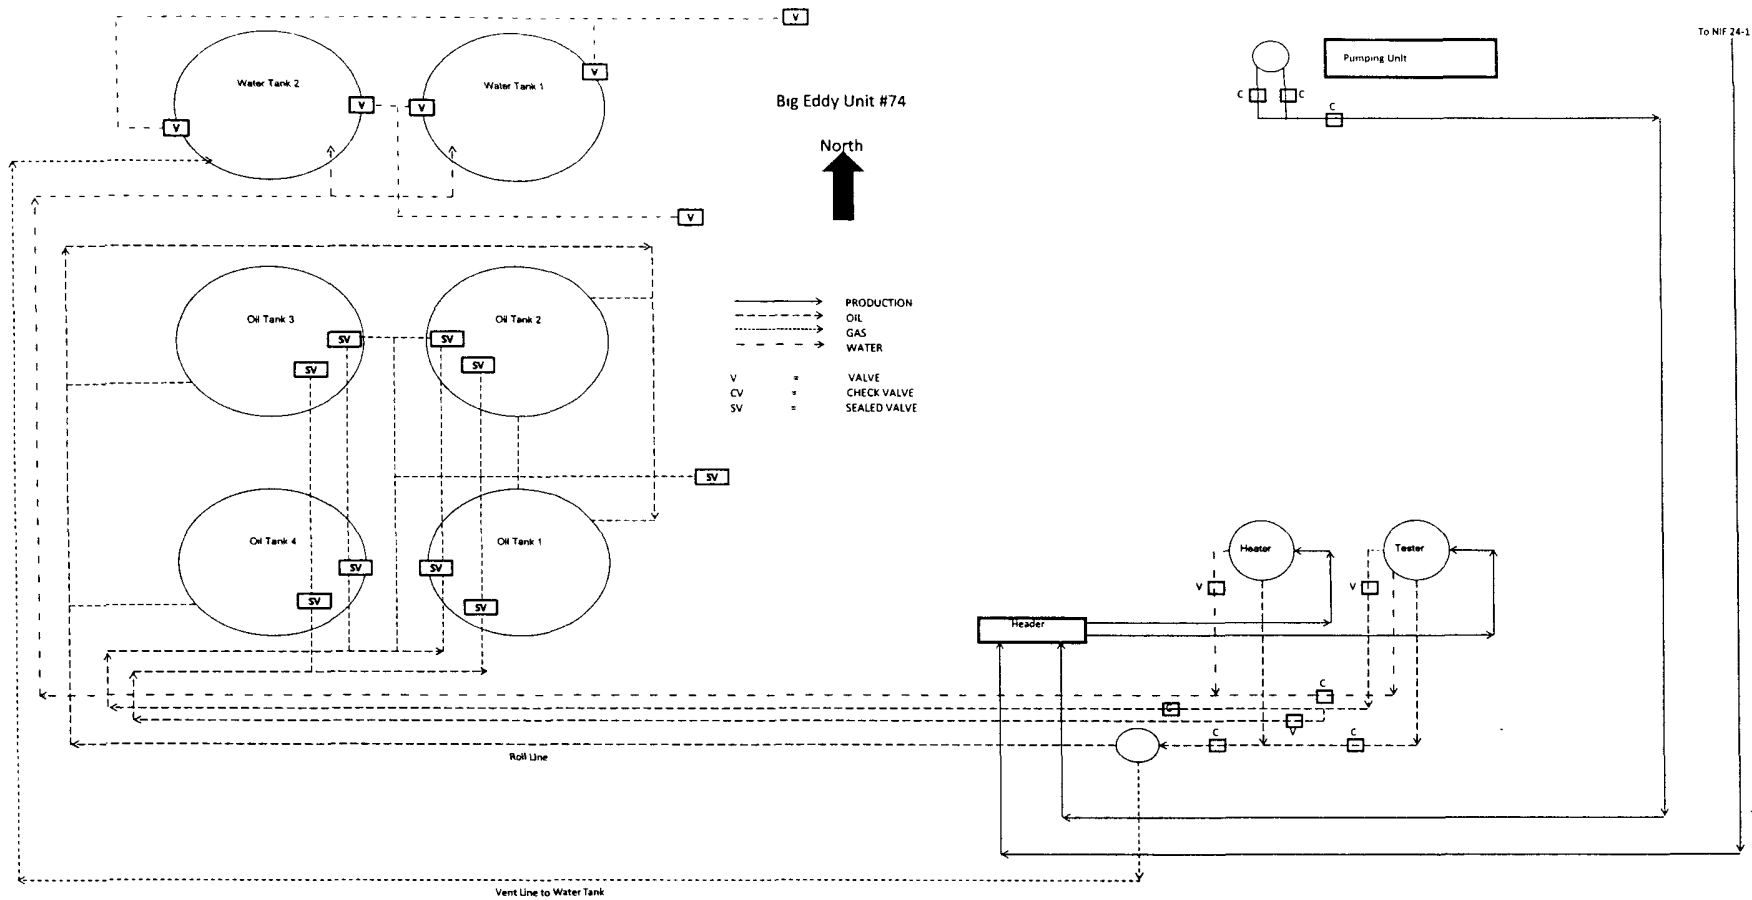 V
To NIF 24-1
Pumping Unit
V
Water Tank 2
Water Tank 1
C
C
Big Eddy Unit #74
V
V
C
V
North
V
Oil Tank 3
Oil Tank 2
PRODUCTION
OIL
GAS
WATER
SV
SV
SV
SV
V = VALVE
CV = CHECK VALVE
SV = SEALED VALVE
SV
Oil Tank 4
Oil Tank 1
Heater
Tester
SV
SV
V
V
SV
SV
Header
C
C
V
C
C
Roll Line
Vent Line to Water Tank